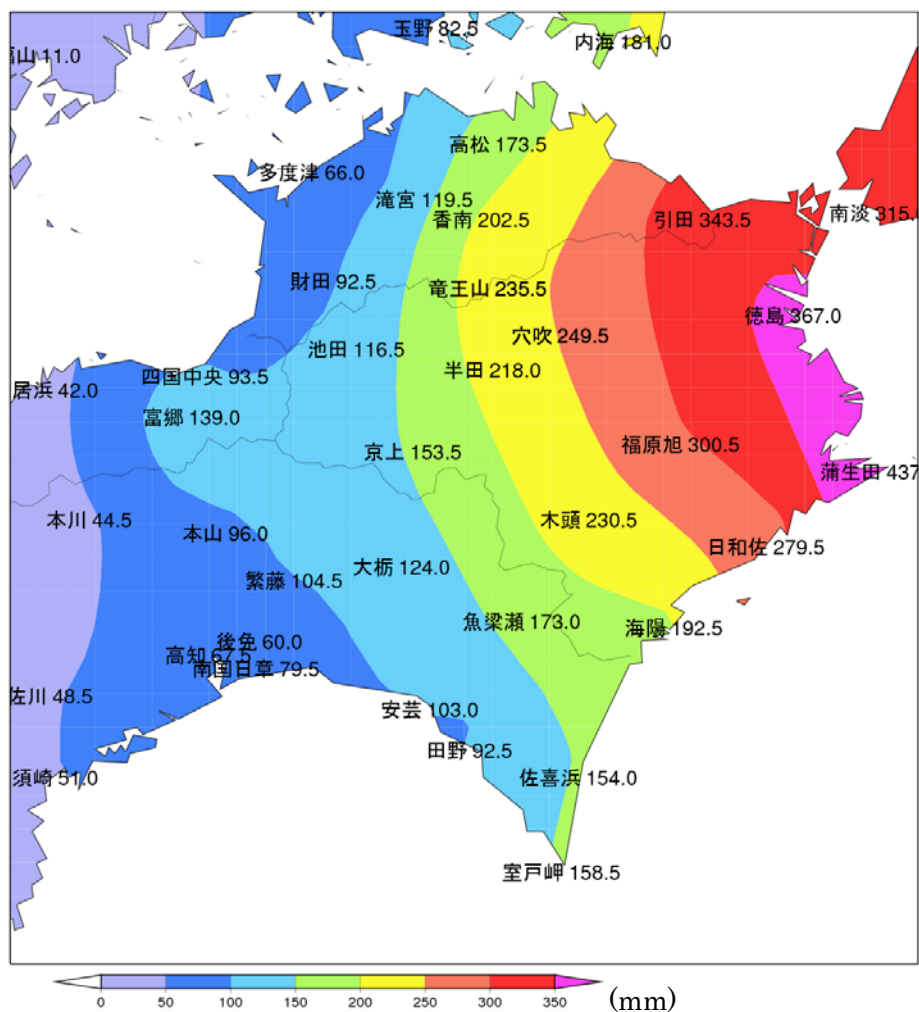 玉野 82.5
内海 181.0
山 11.0
高松 173.5
多度津 66.0
滝宮 119.5
香南 202.5
引田 343.5
南淡 315.
財田 92.5
竜王山 235.5
徳島 367.0
穴吹 249.5
池田 116.5
半田 218.0
四国中央 93.5
居浜 42.0
富郷 139.0
福原旭 300.5
京上 153.5
蒲生田 437
本川 44.5
木頭 230.5
本山 96.0
日和佐 279.5
大栃 124.0
繁藤 104.5
魚梁瀬 173.0
海陽 192.5
後免 60.0
高知 67.5
南国日章 79.5
佐川 48.5
安芸 103.0
田野 92.5
須崎 51.0
佐喜浜 154.0
室戸岬 158.5
0 50 100 150 200 250 300 350 (mm)